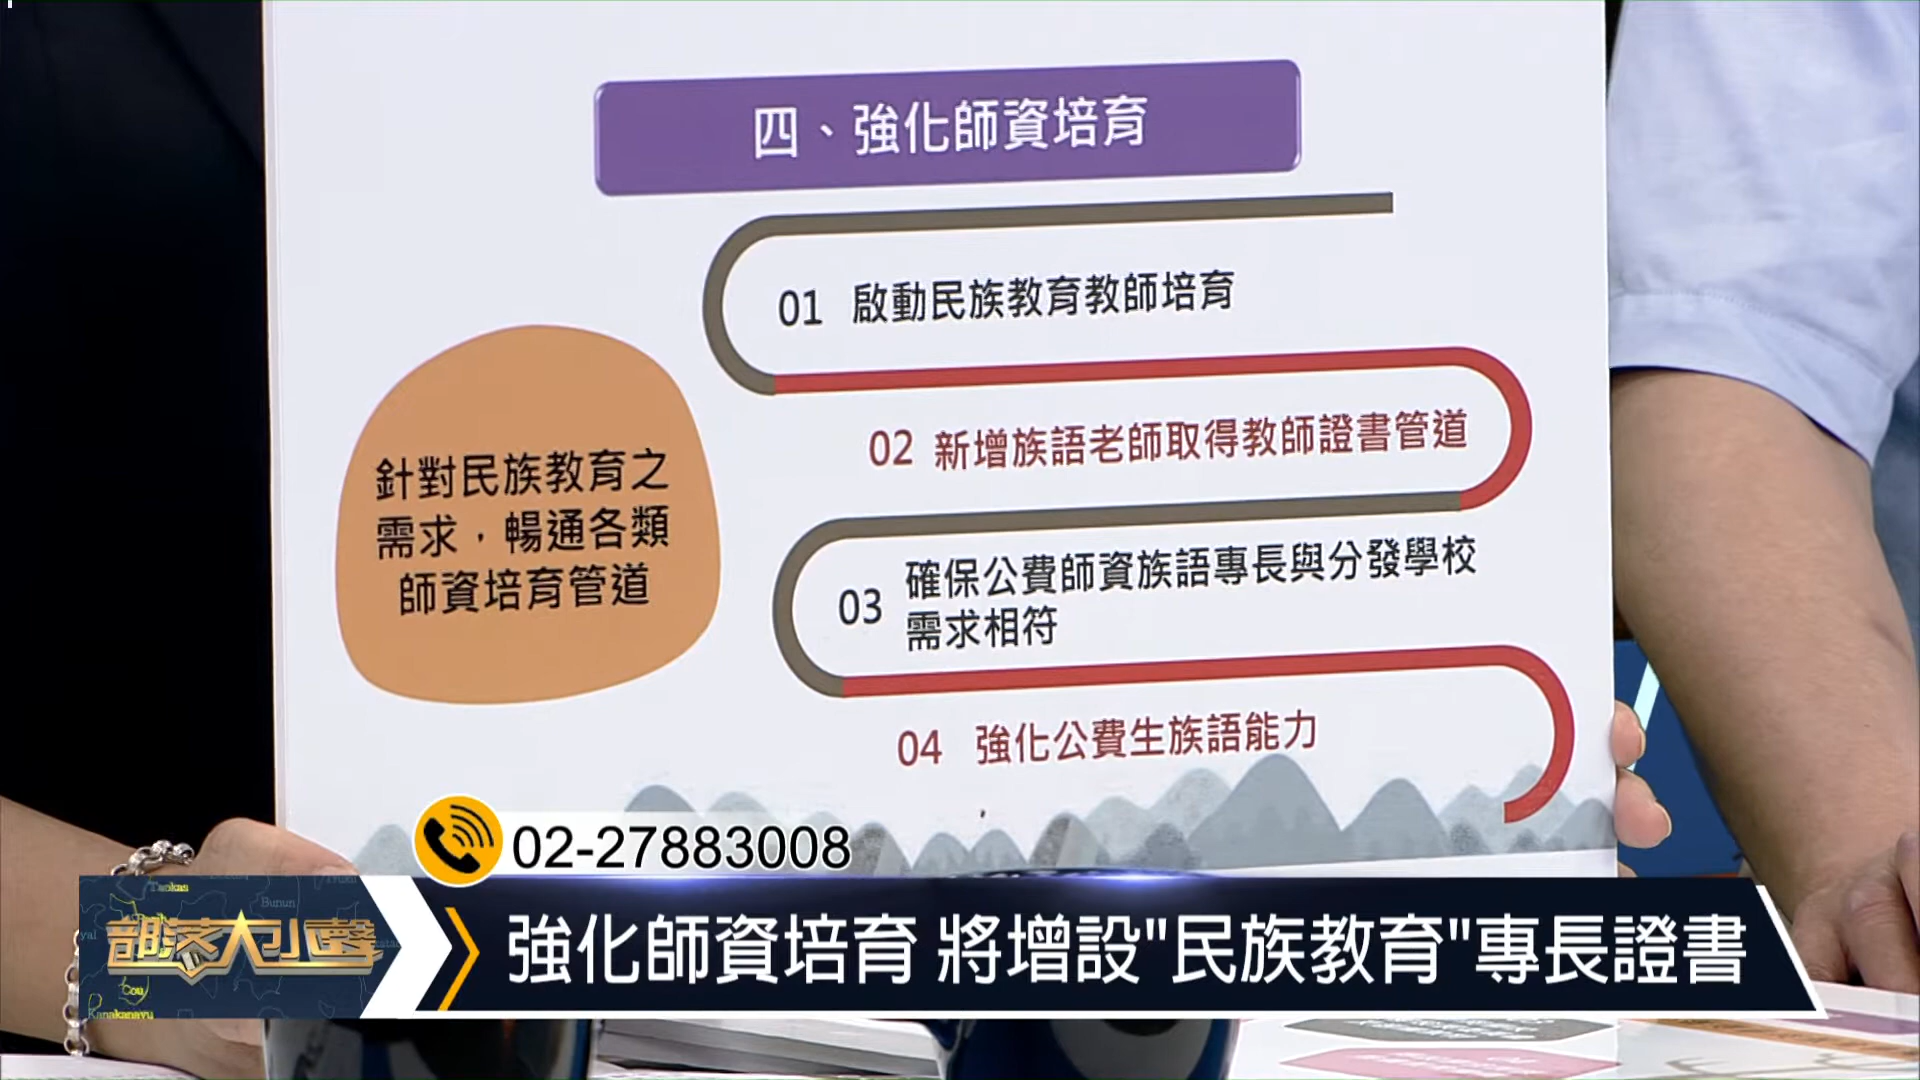 四、強化師資培育
01 啟動民族教育教師培育
02 新增族語老師取得教師證書管道
03 確保公費師資族語專長與分發學校
需求相符
04 強化公費生族語能力
針對民族教育之
需求，暢通各類
師資培育管道
02-27883008
Taokas
Bunun
部落大小聲
Cou
Kanakanavu
強化師資培育 將增設"民族教育"專長證書